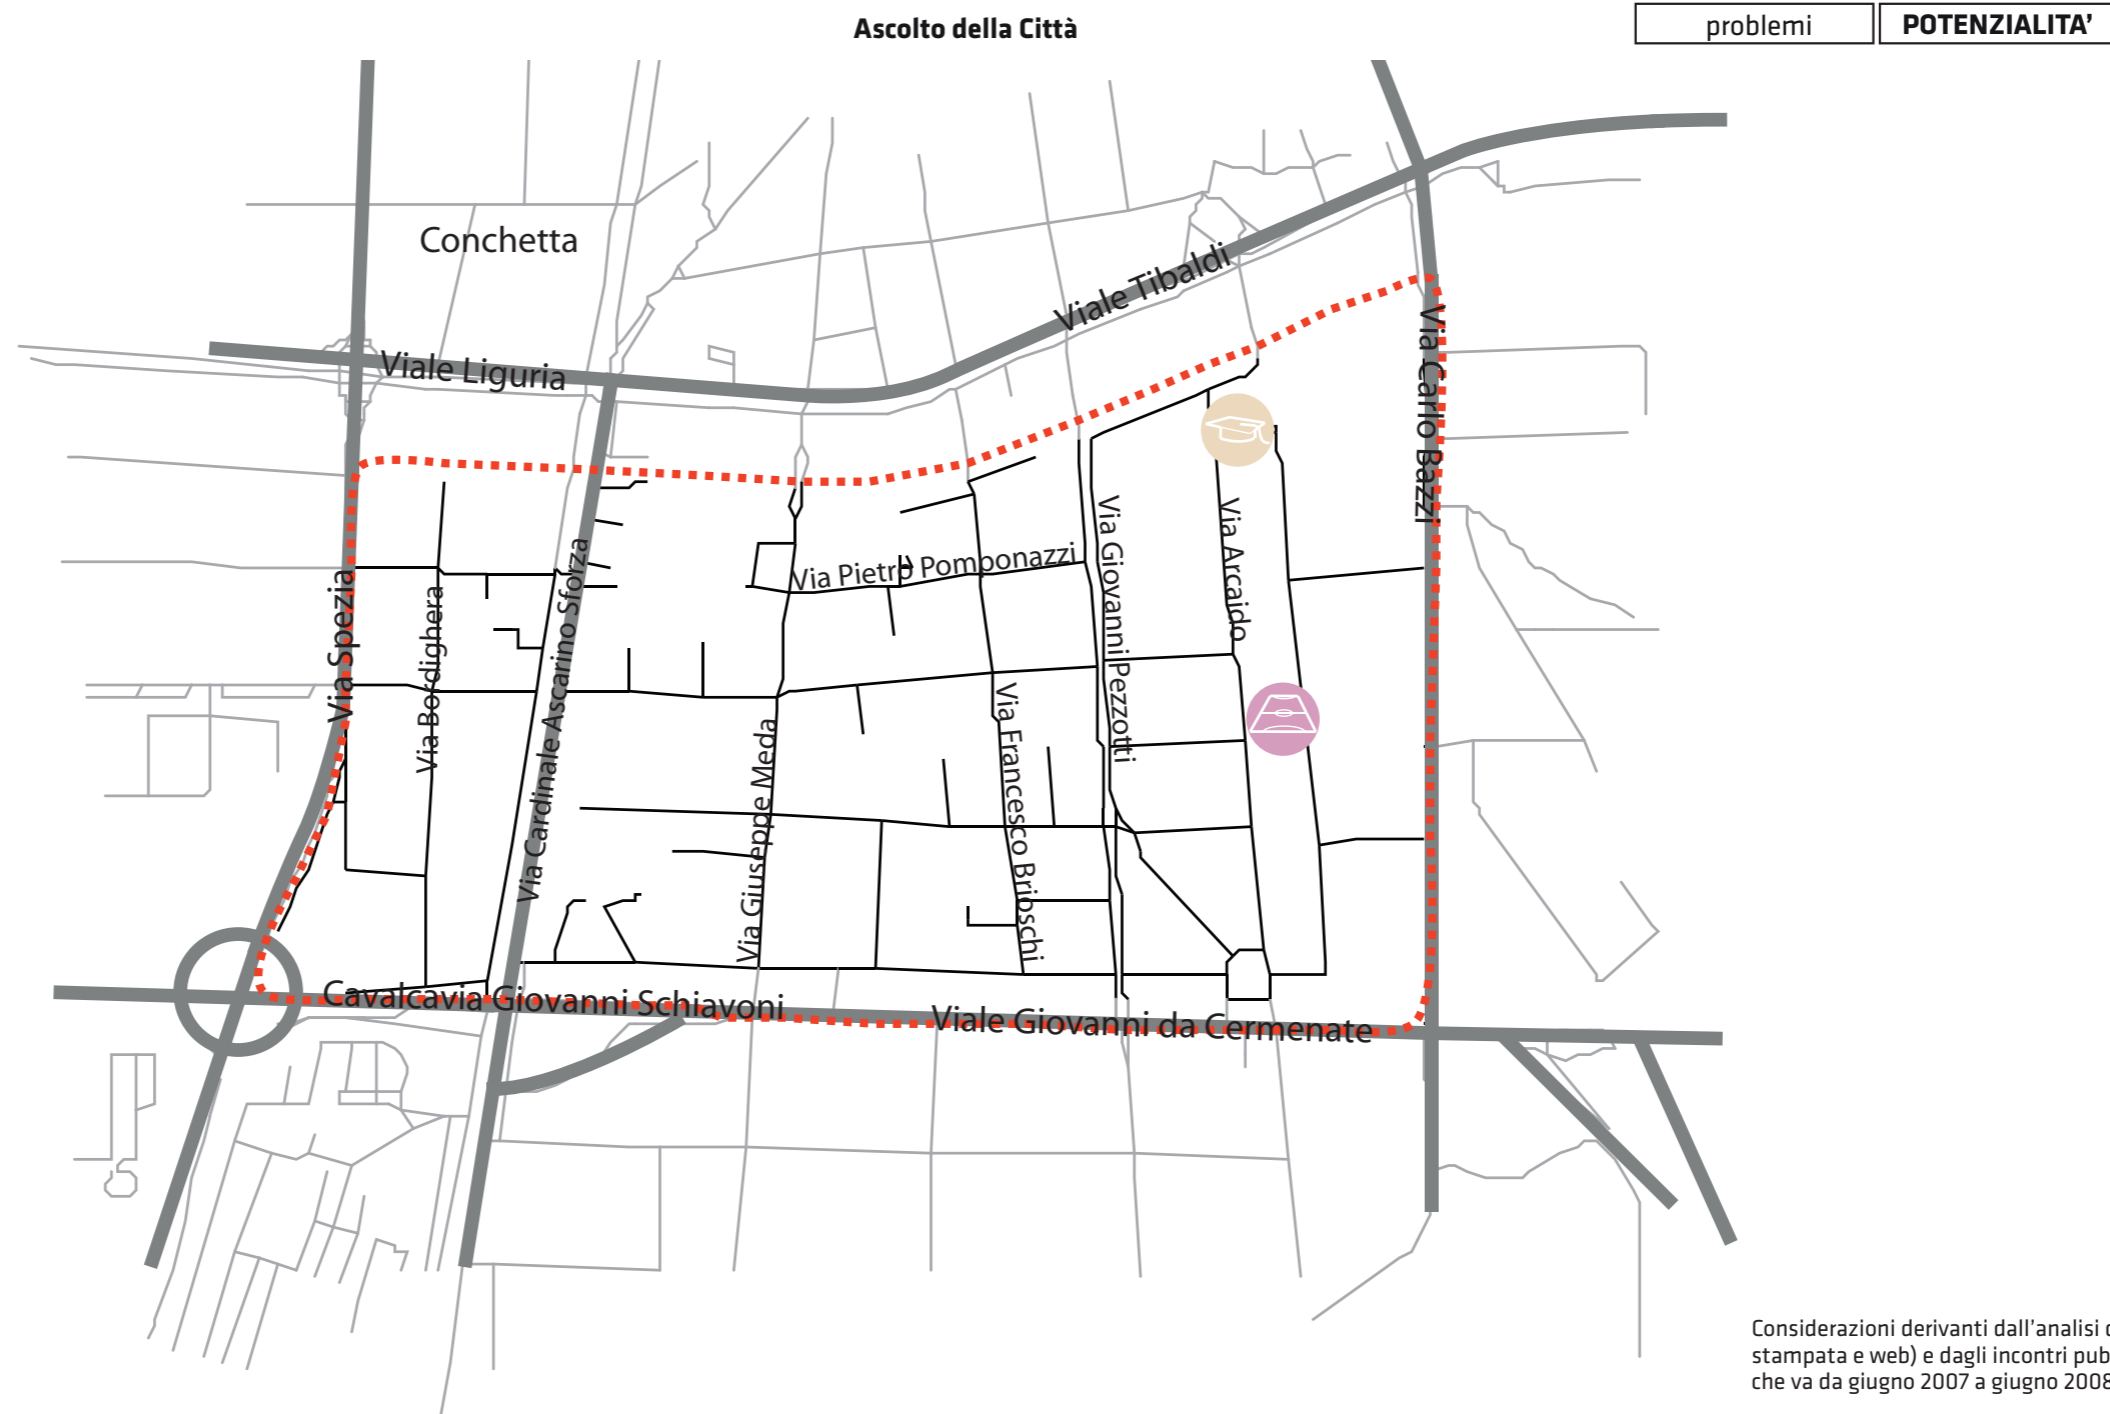 Ascolto della Città
problemi
POTENZIALITA’
Conchetta
Viale Tibaldi
Viale Liguria
Via Carlo Bazzi
Via Pietro Pomponazzi
Via Giovanni Pezzotti
Via Arcaido
Via Spezia
Via Bordighera
Via Cardinale Ascarino Sforza
Via Giuseppe Meda
Via Francesco Brioschi
Cavalcavia Giovanni Schiavoni
Viale Giovanni da Cermenate
Considerazioni derivanti dall’analisi
stampata e web) e dagli incontri pub
che va da giugno 2007 a giugno 2008